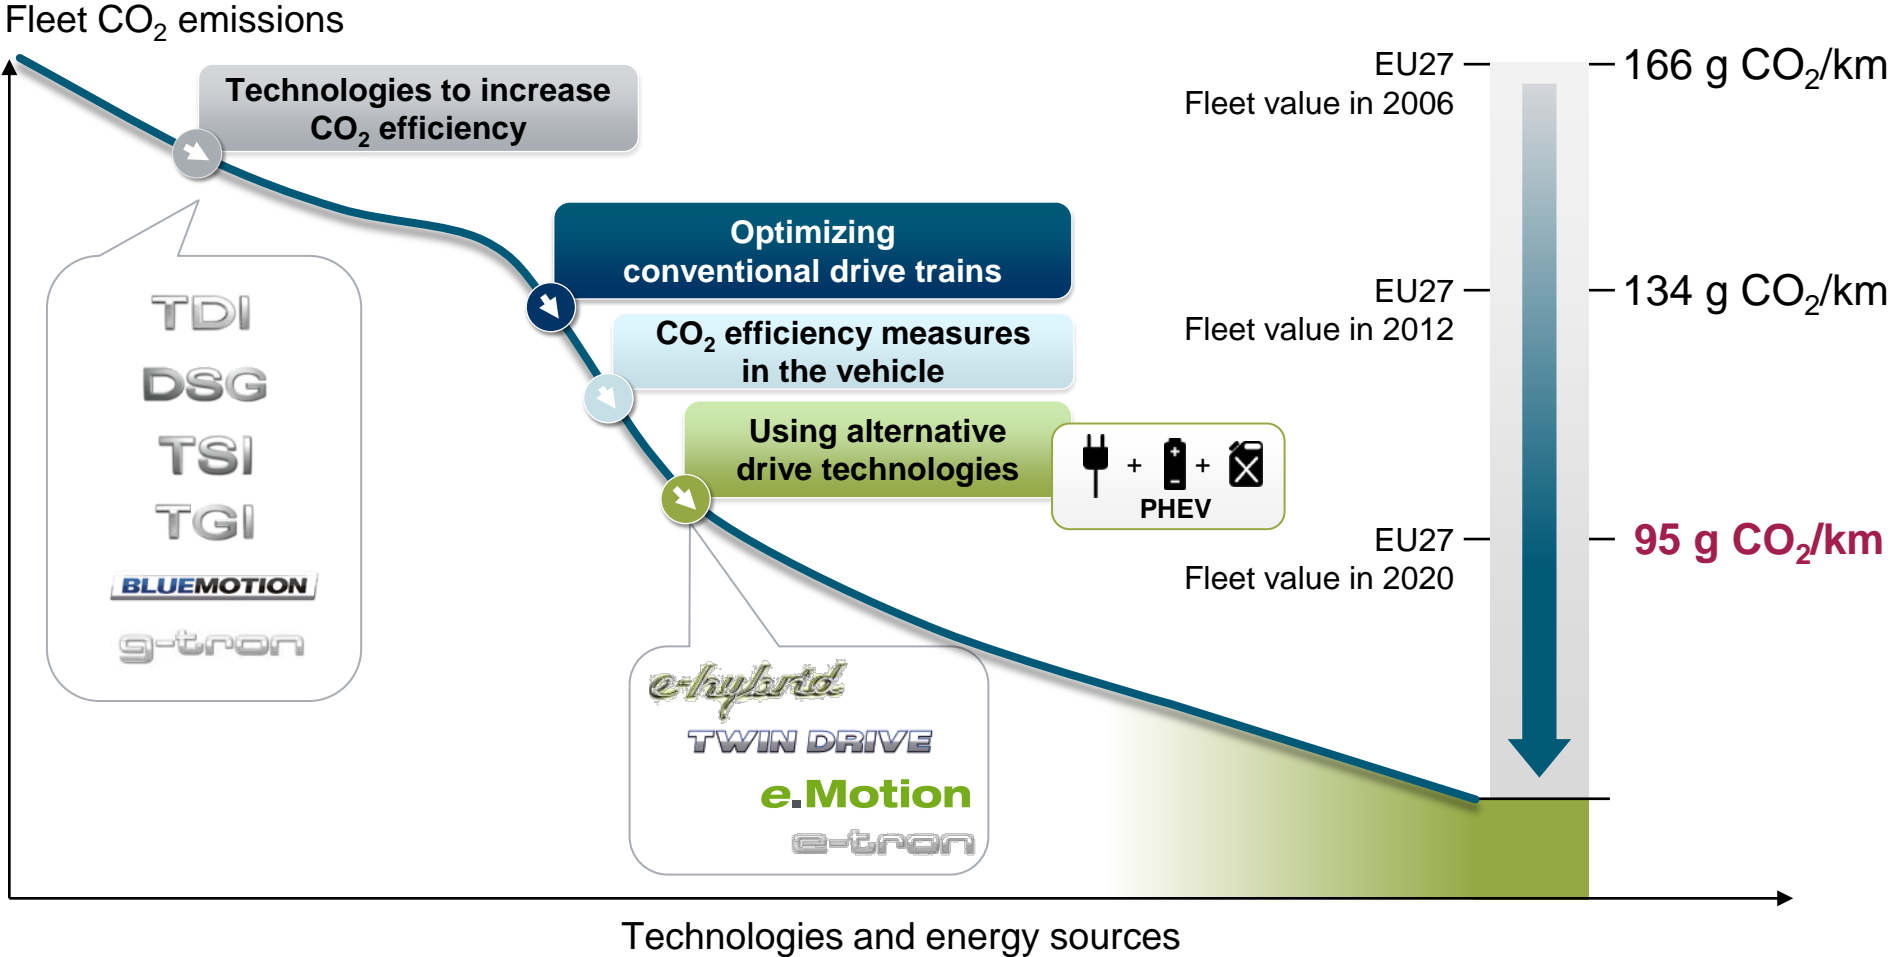 Fleet CO₂ emissions
Technologies to increase
CO₂ efficiency
TDI
DSG
TSI
TGI
BLUEMOTION
g-tron
Optimizing
conventional drive trains
CO₂ efficiency measures
in the vehicle
Using alternative
drive technologies
+ +
PHEV
e-hybrid
TWIN DRIVE
e.Motion
e-tron
EU27
Fleet value in 2006
166 g CO₂/km
EU27
Fleet value in 2012
134 g CO₂/km
EU27
Fleet value in 2020
95 g CO₂/km
Technologies and energy sources